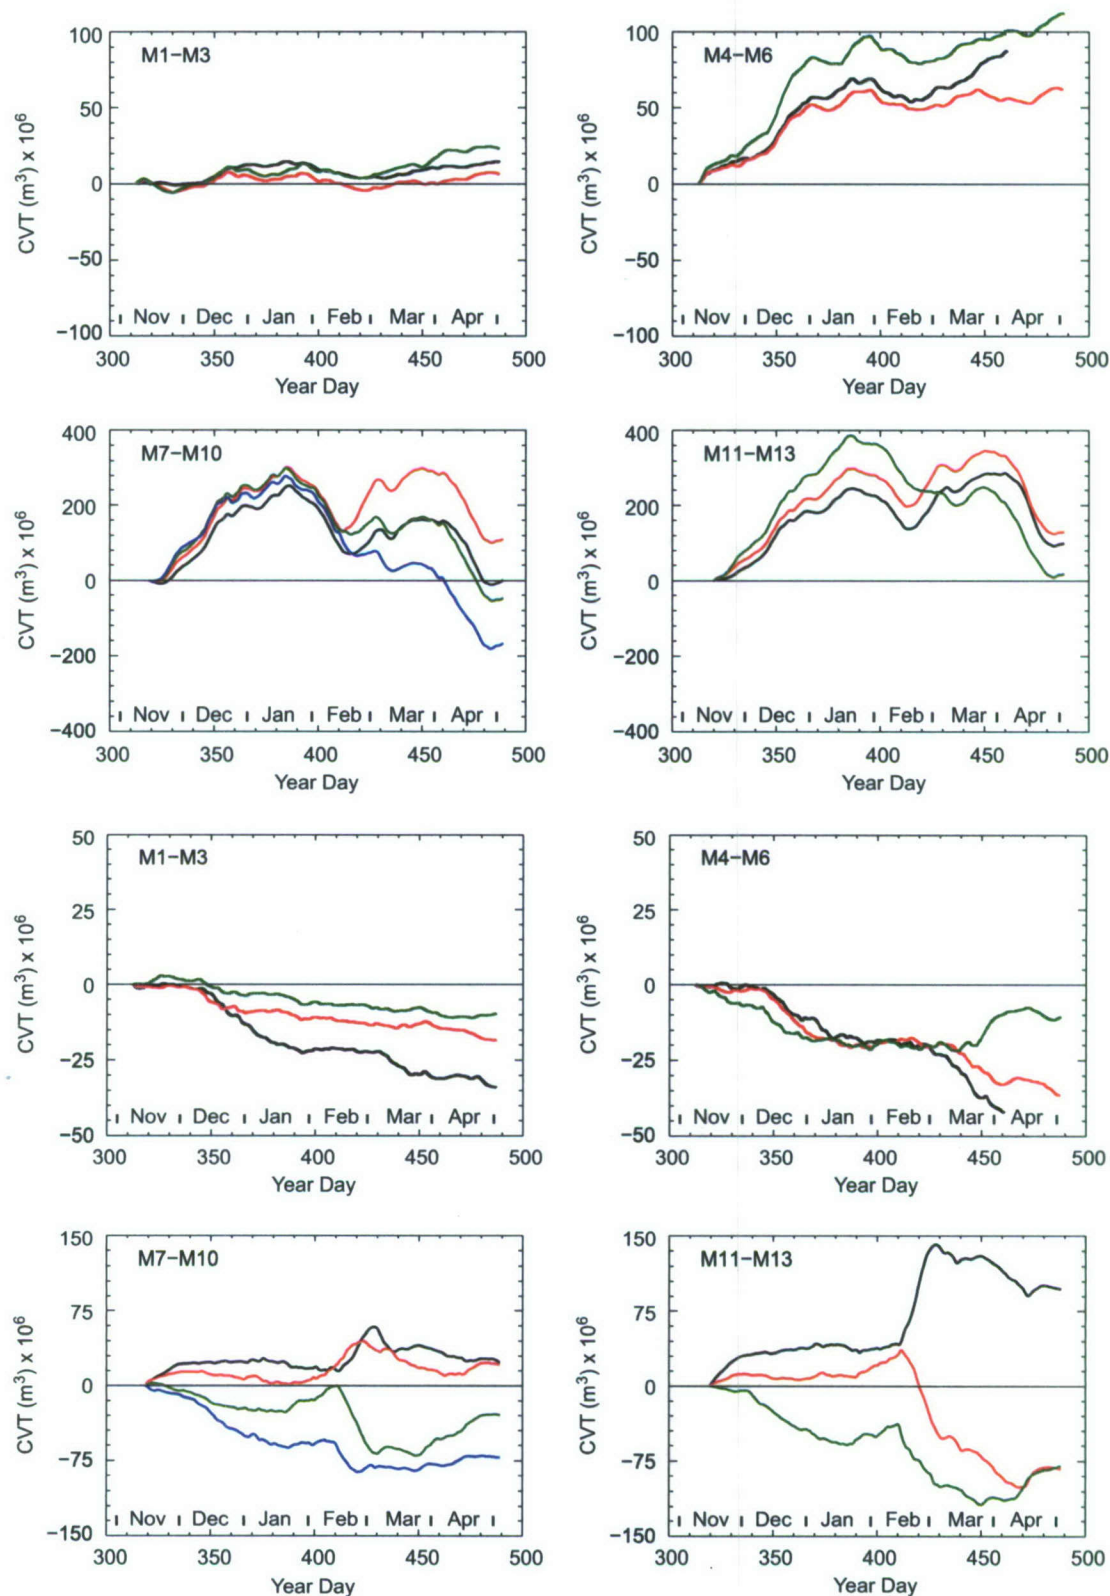 M1−M3
100
50
0
−50
−100
CVT (m³) x 10⁶
Nov Dec Jan Feb Mar Apr
300 350 400 450 500
Year Day
M4−M6
100
50
0
−50
−100
CVT (m³) x 10⁶
Nov Dec Jan Feb Mar Apr
300 350 400 450 500
Year Day
M7−M10
400
200
0
−200
−400
CVT (m³) x 10⁶
Nov Dec Jan Feb Mar Apr
300 350 400 450 500
Year Day
M11−M13
400
200
0
−200
−400
CVT (m³) x 10⁶
Nov Dec Jan Feb Mar Apr
300 350 400 450 500
Year Day
M1−M3
50
25
0
−25
−50
CVT (m³) x 10⁶
Nov Dec Jan Feb Mar Apr
300 350 400 450 500
Year Day
M4−M6
50
25
0
−25
−50
CVT (m³) x 10⁶
Nov Dec Jan Feb Mar Apr
300 350 400 450 500
Year Day
M7−M10
150
75
0
−75
−150
CVT (m³) x 10⁶
Nov Dec Jan Feb Mar Apr
300 350 400 450 500
Year Day
M11−M13
150
75
0
−75
−150
CVT (m³) x 10⁶
Nov Dec Jan Feb Mar Apr
300 350 400 450 500
Year Day